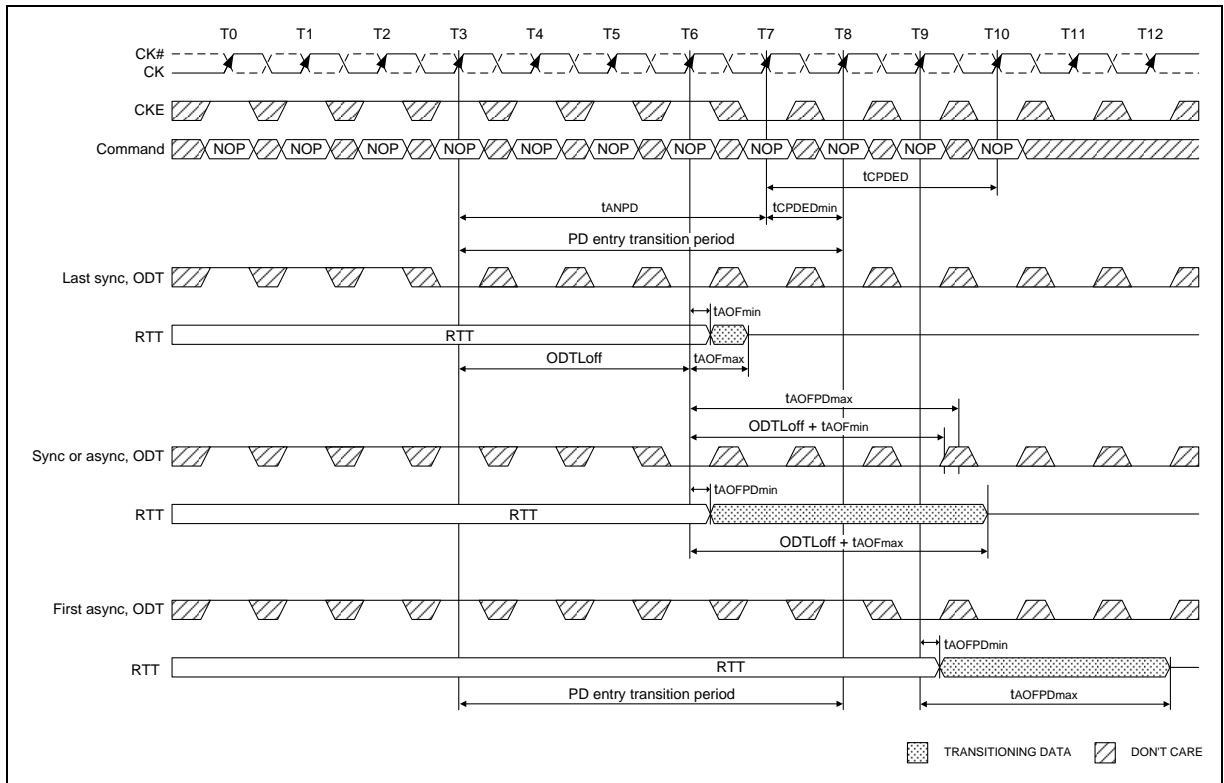 T0 T1 T2 T3 T4 T5 T6 T7 T8 T9 T10 T11 T12
CK#
CK
CKE
Command NOP NOP NOP NOP NOP NOP NOP NOP NOP NOP NOP
tCPDED
tANPD tCPDEDmin
PD entry transition period
Last sync, ODT
tAOFmin
RTT RTT
ODTLoff tAOFmax
tAOFPDmax
ODTLoff + tAOFmin
Sync or async, ODT
tAOFPDmin
RTT RTT
ODTLoff + tAOFmax
First async, ODT
tAOFPDmin
RTT RTT
PD entry transition period tAOFPDmax
TRANSITIONING DATA DON'T CARE